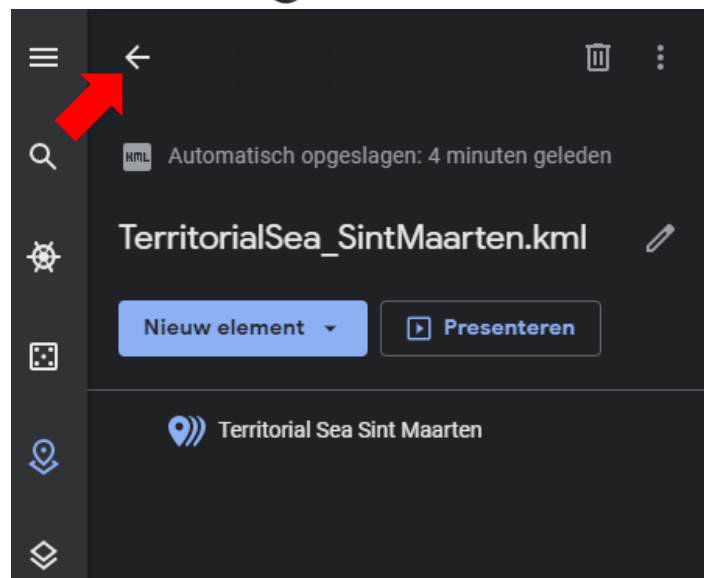 KML Automatisch opgeslagen: 4 minuten geleden
TerritorialSea_SintMaarten.kml
Nieuw element Presenteren
Territorial Sea Sint Maarten